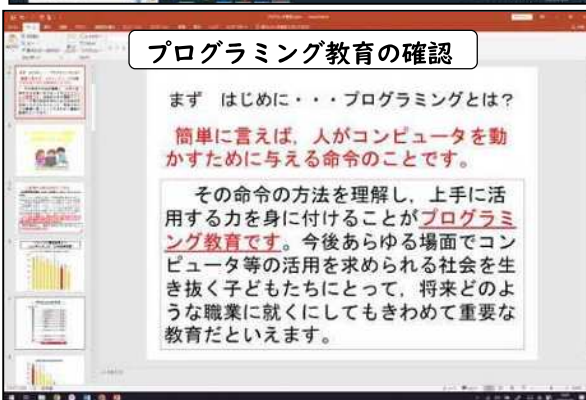 プログラミング教育の確認
まず はじめに・・・プログラミングとは?
簡単に言えば，人がコンピュータを動
かすために与える命令のことです。
その命令の方法を理解し，上手に活
用する力を身に付けることがプログラミ
ング教育です。今後あらゆる場面でコン
ピュータ等の活用を求められる社会を生
き抜く子どもたちにとって，将来どのよ
うな職業に就くにしてもきわめて重要な
教育だといえます。